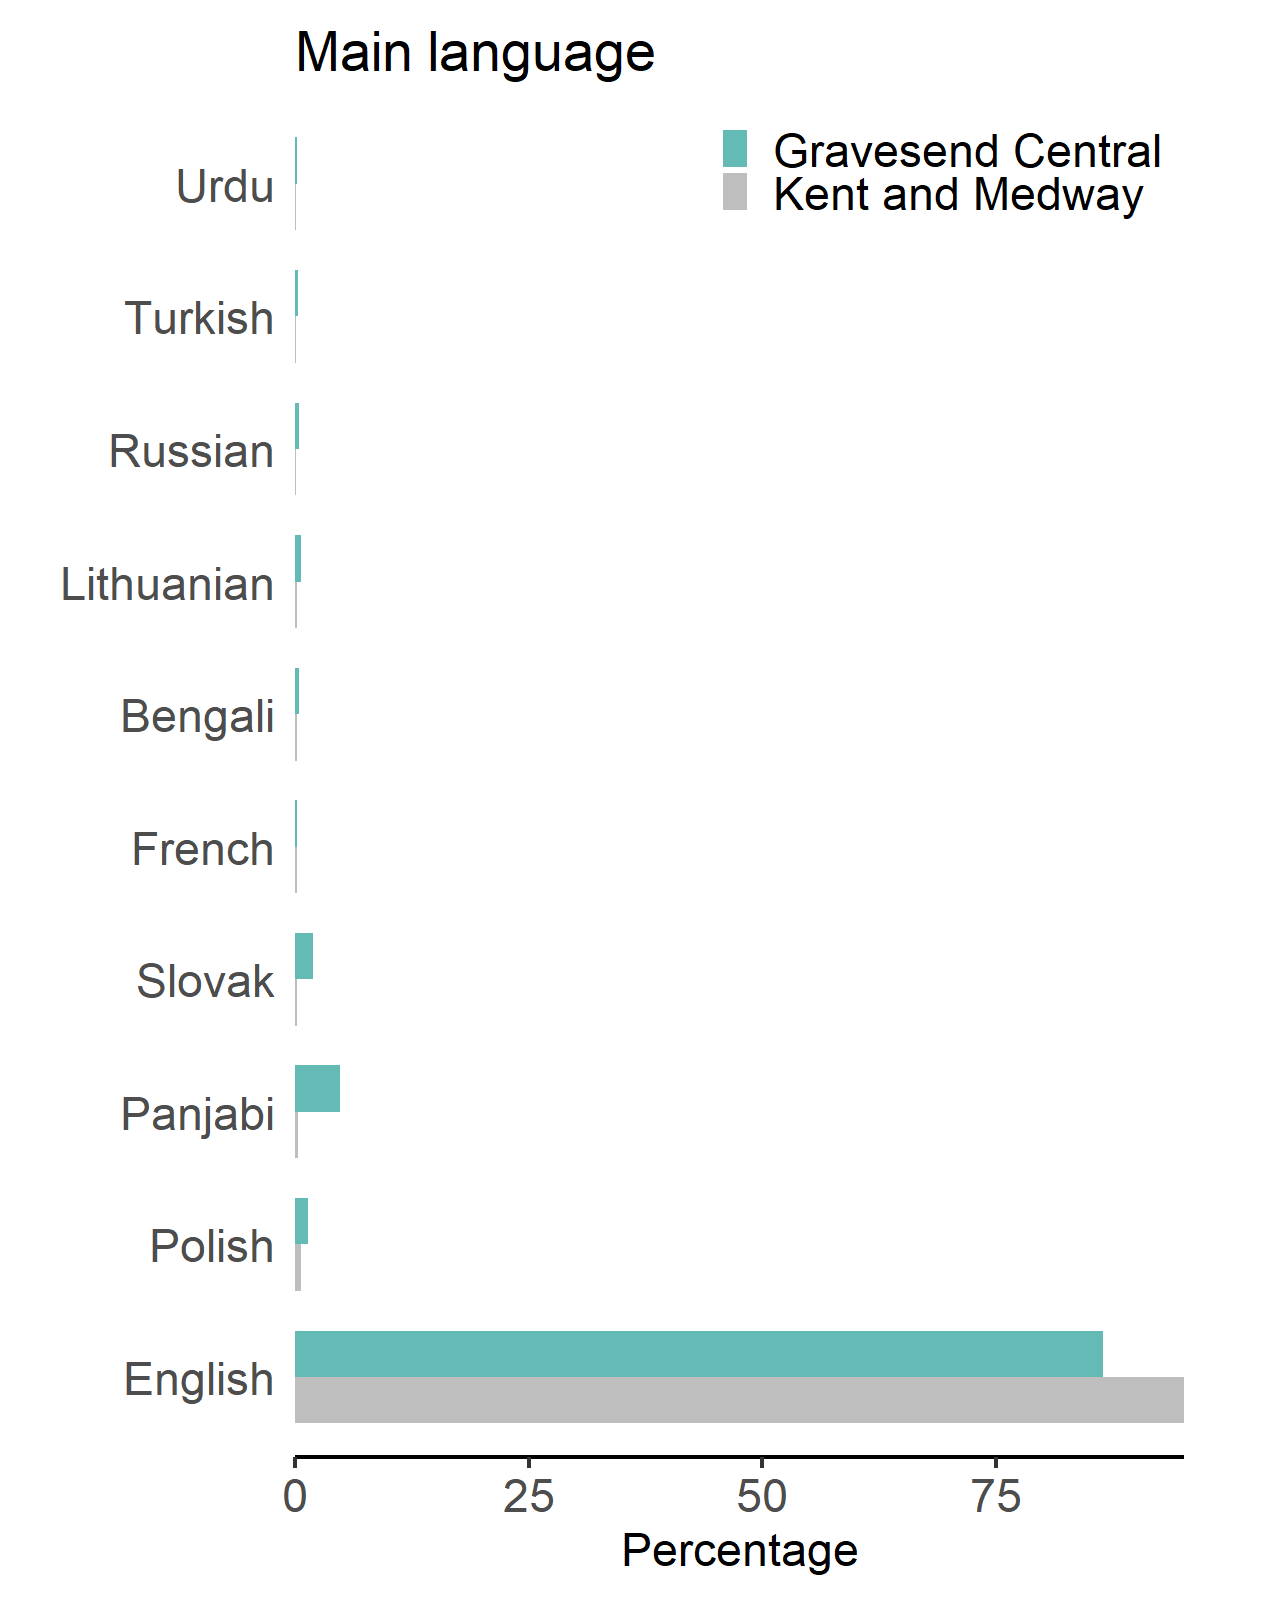 Main language
Gravesend Central
Kent and Medway
Urdu
Turkish
Russian
Lithuanian
Bengali
French
Slovak
Panjabi
Polish
English
0 25 50 75
Percentage